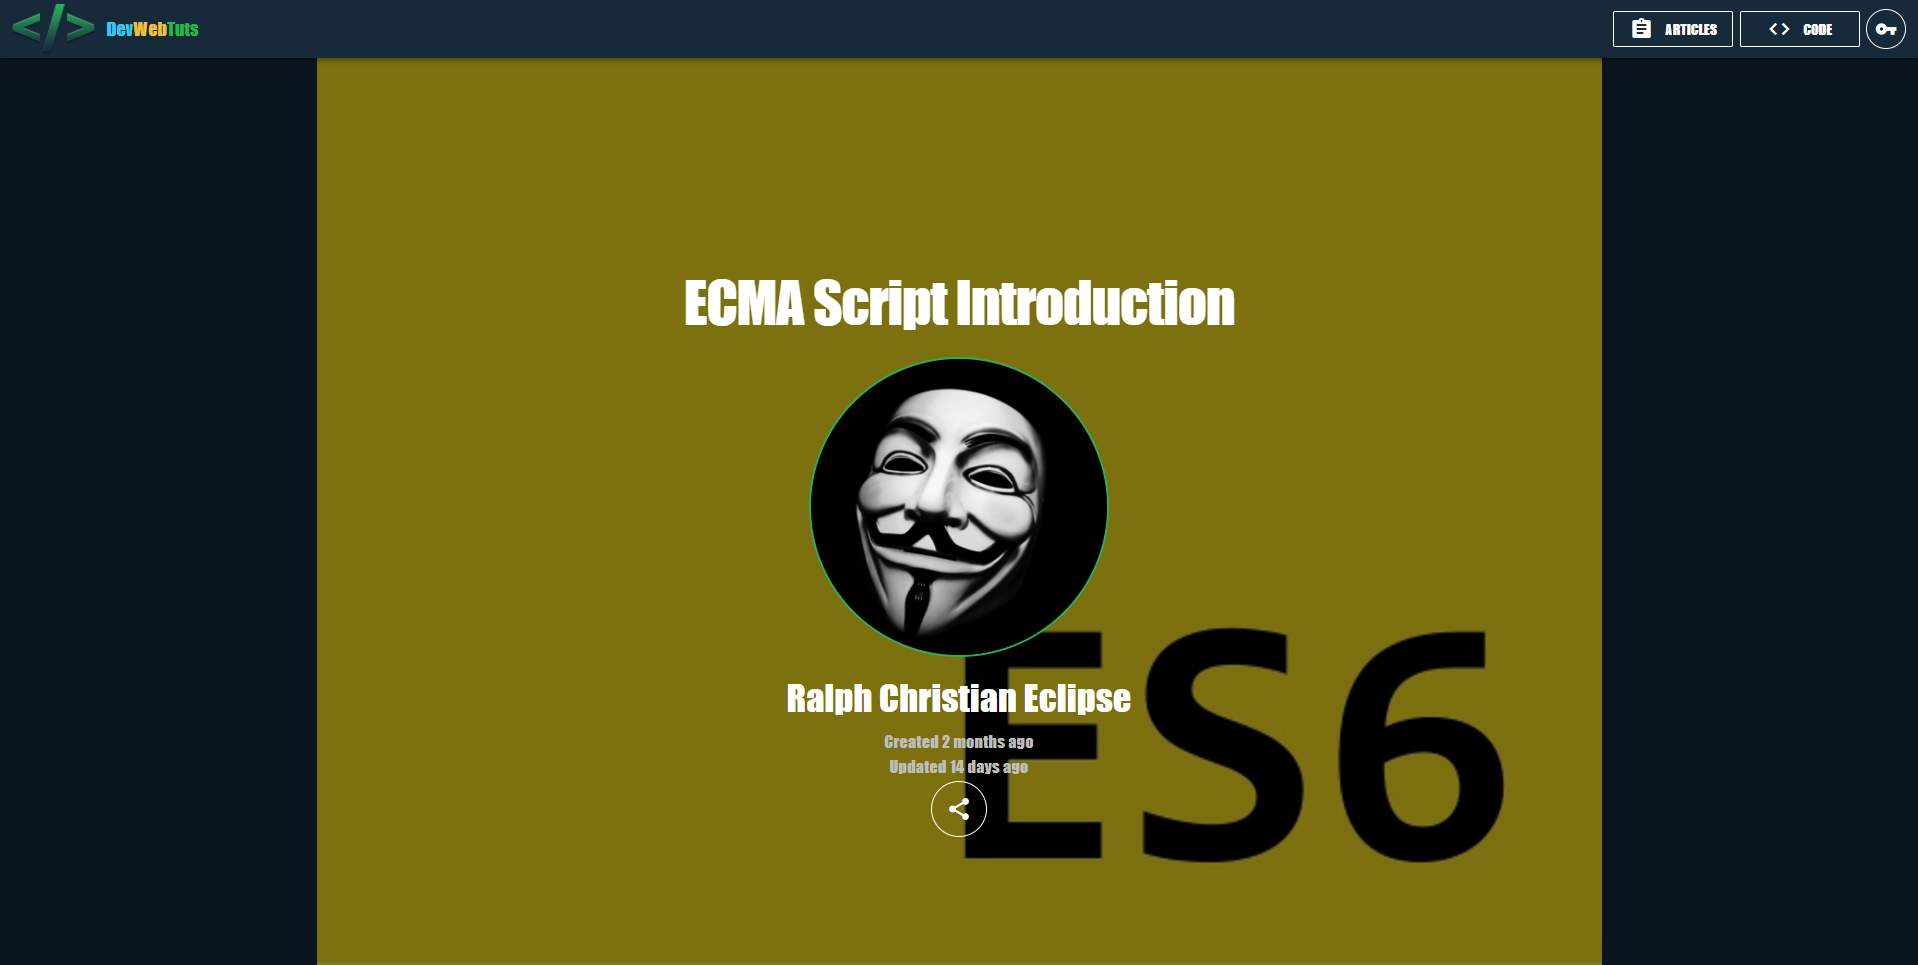 DevWebTuts
ARTICLES
CODE
ECMA Script Introduction
Ralph Christian Eclipse
Created 2 months ago
Updated 14 days ago
ES6